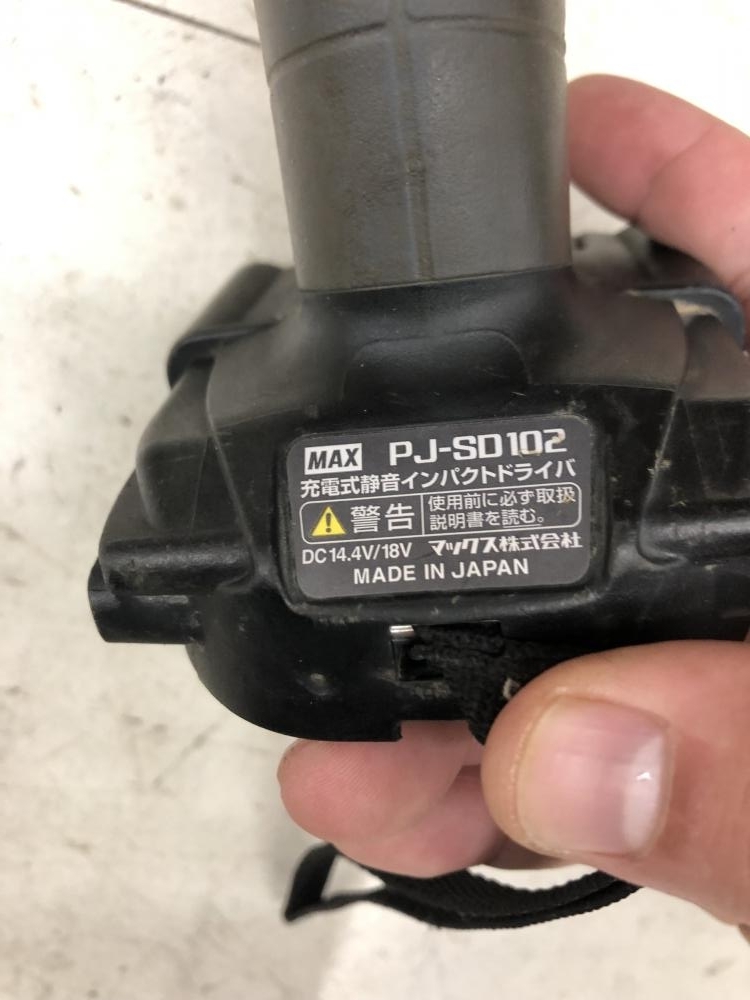 MAX PJ-SD102
充電式静音インパクトドライバ
警告 使用前に必ず取扱
説明書を読む。
DC14.4V/18V マックス株式会社
MADE IN JAPAN